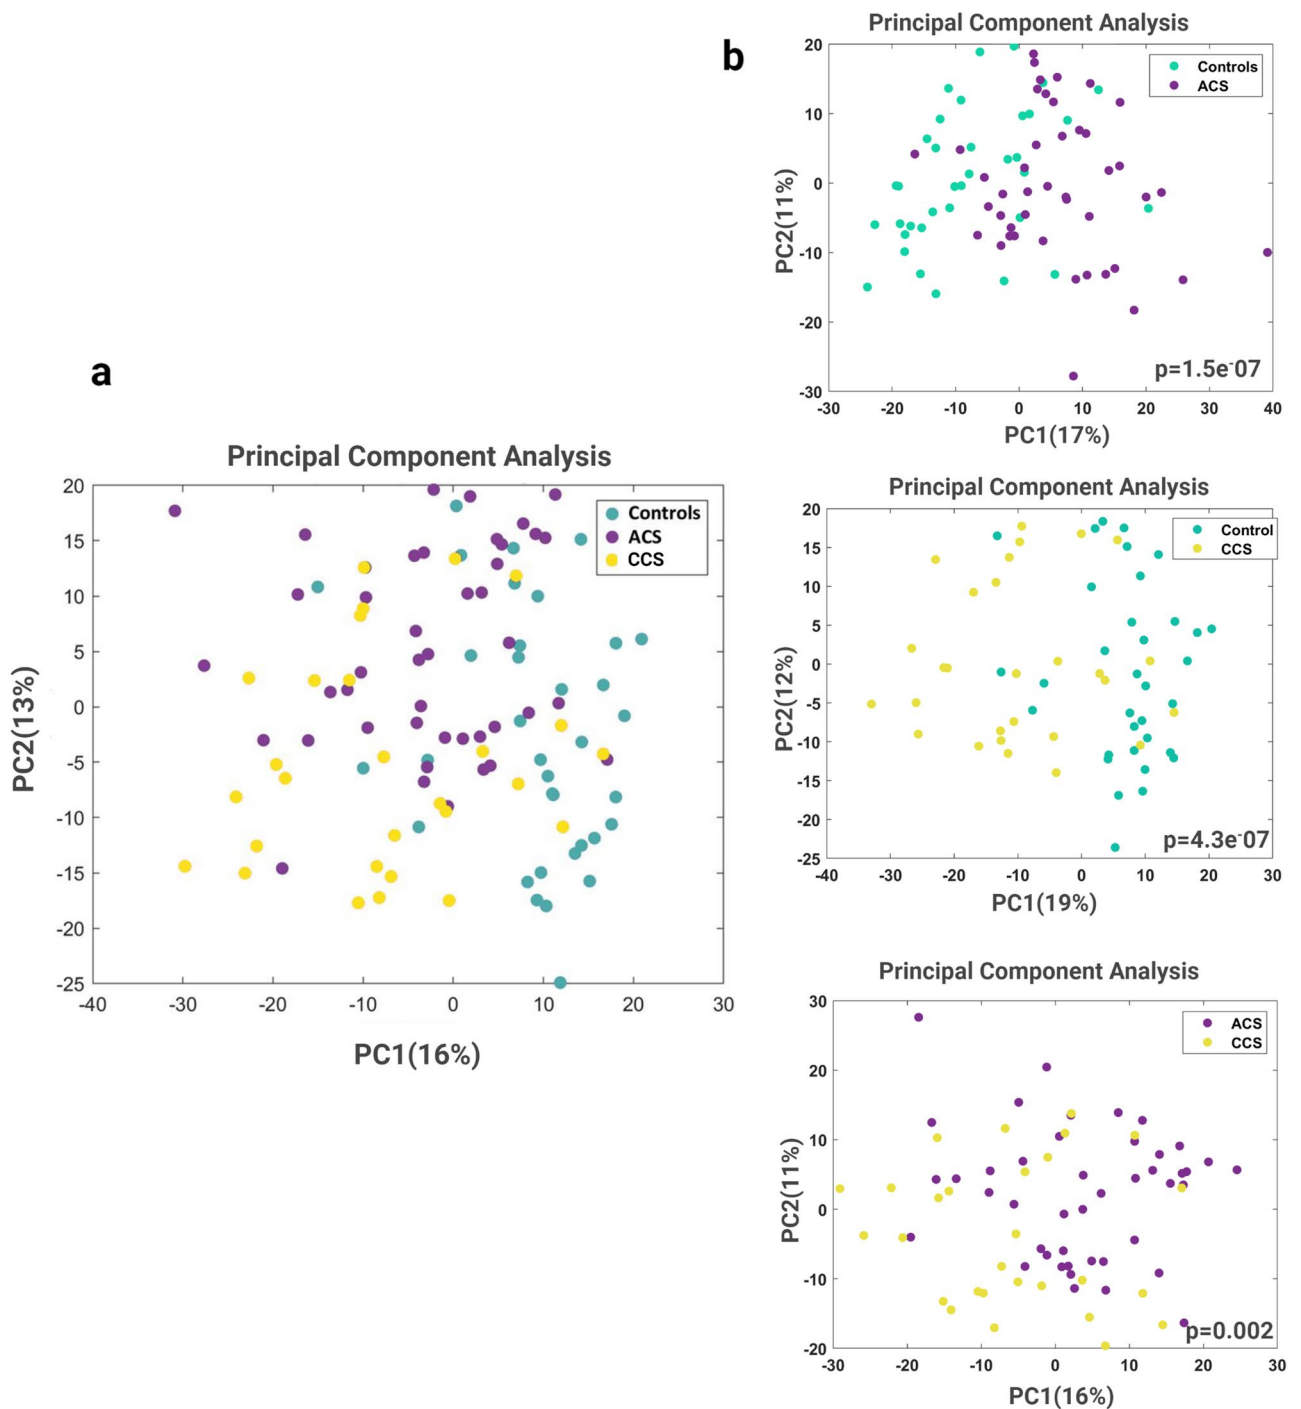 a
Principal Component Analysis
20
15
10
5
0
-5
-10
-15
-20
-25
-40
-30
-20
-10
0
10
20
30
PC2(13%)
PC1(16%)
Controls
ACS
CCS
b
Principal Component Analysis
20
10
0
-10
-20
-30
-30
-20
-10
0
10
20
30
40
PC2(11%)
PC1(17%)
Controls
ACS
p=1.5e-07
Principal Component Analysis
20
15
10
5
0
-5
-10
-15
-20
-25
-40
-30
-20
-10
0
10
20
30
PC2(12%)
PC1(19%)
Control
CCS
p=4.3e-07
Principal Component Analysis
30
20
10
0
-10
-20
-30
-20
-10
0
10
20
30
PC2(11%)
PC1(16%)
ACS
CCS
p=0.002